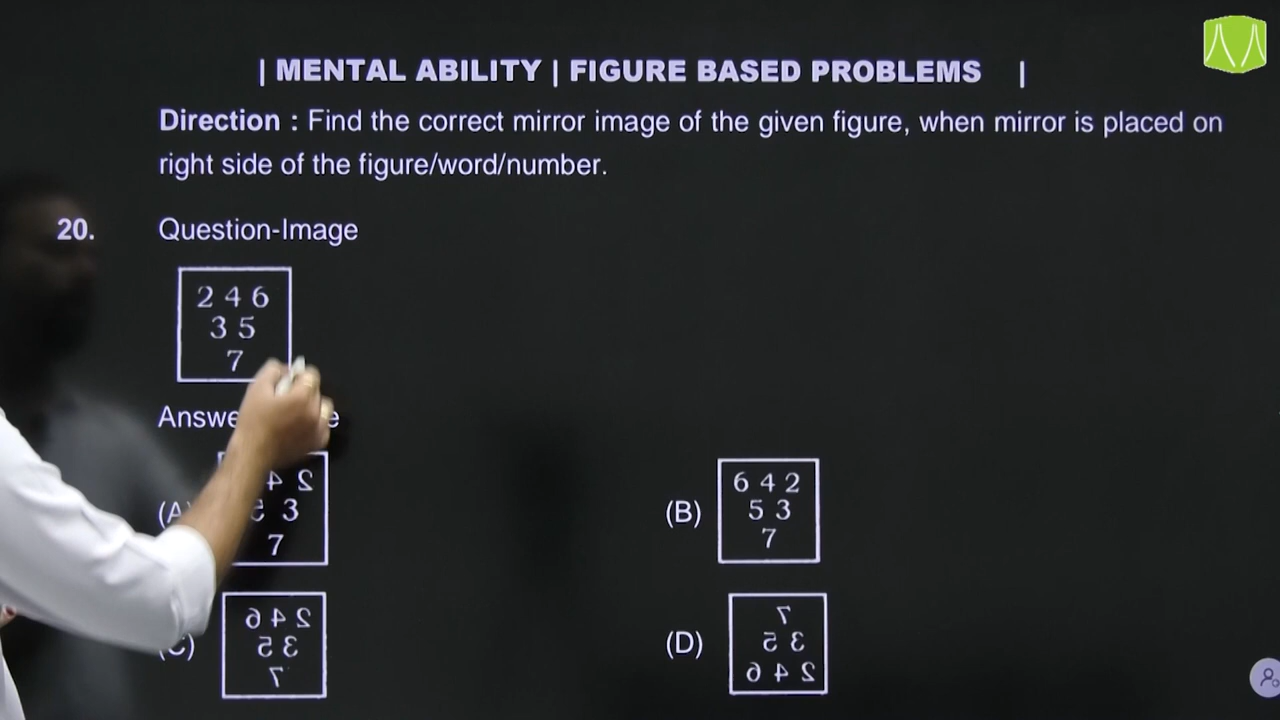 | MENTAL ABILITY | FIGURE BASED PROBLEMS |
Direction : Find the correct mirror image of the given figure, when mirror is placed on
right side of the figure/word/number.
20. Question-Image
2 4 6
3 5
7
(B)
6 4 2
5 3
7
(D)